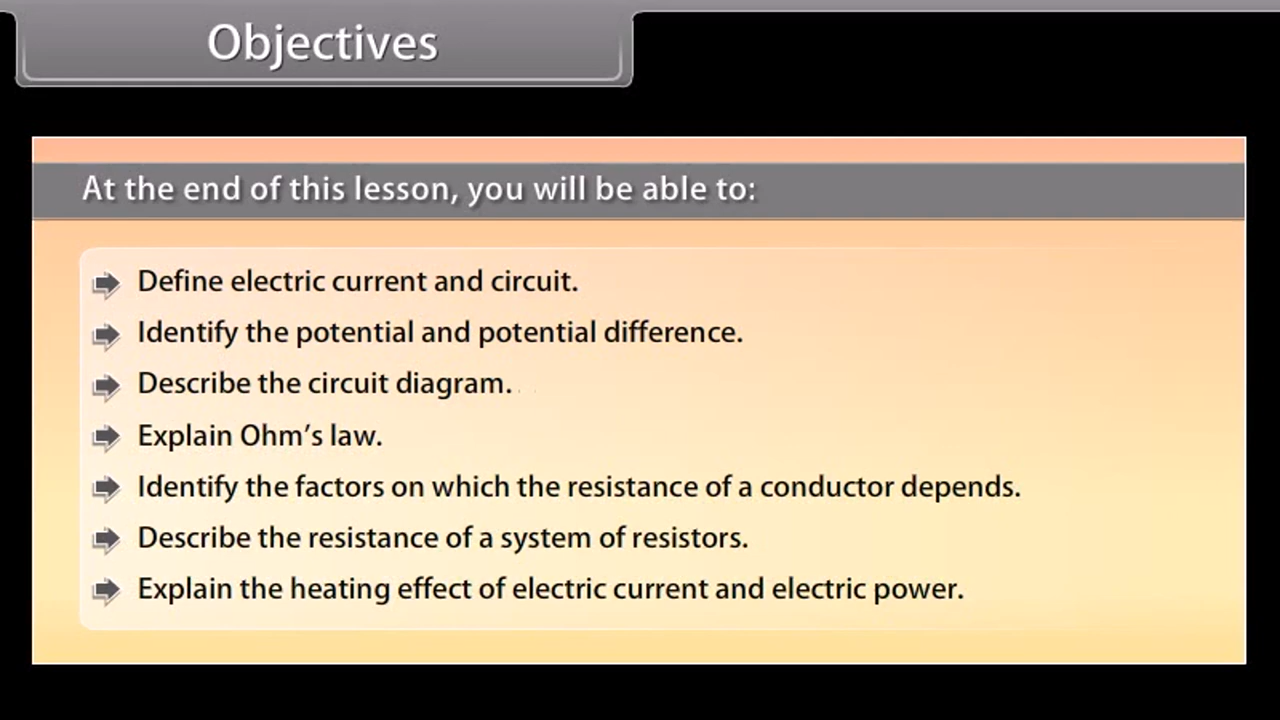 Objectives
At the end of this lesson, you will be able to:
Define electric current and circuit.
Identify the potential and potential difference.
Describe the circuit diagram.
Explain Ohm's law.
Identify the factors on which the resistance of a conductor depends.
Describe the resistance of a system of resistors.
Explain the heating effect of electric current and electric power.